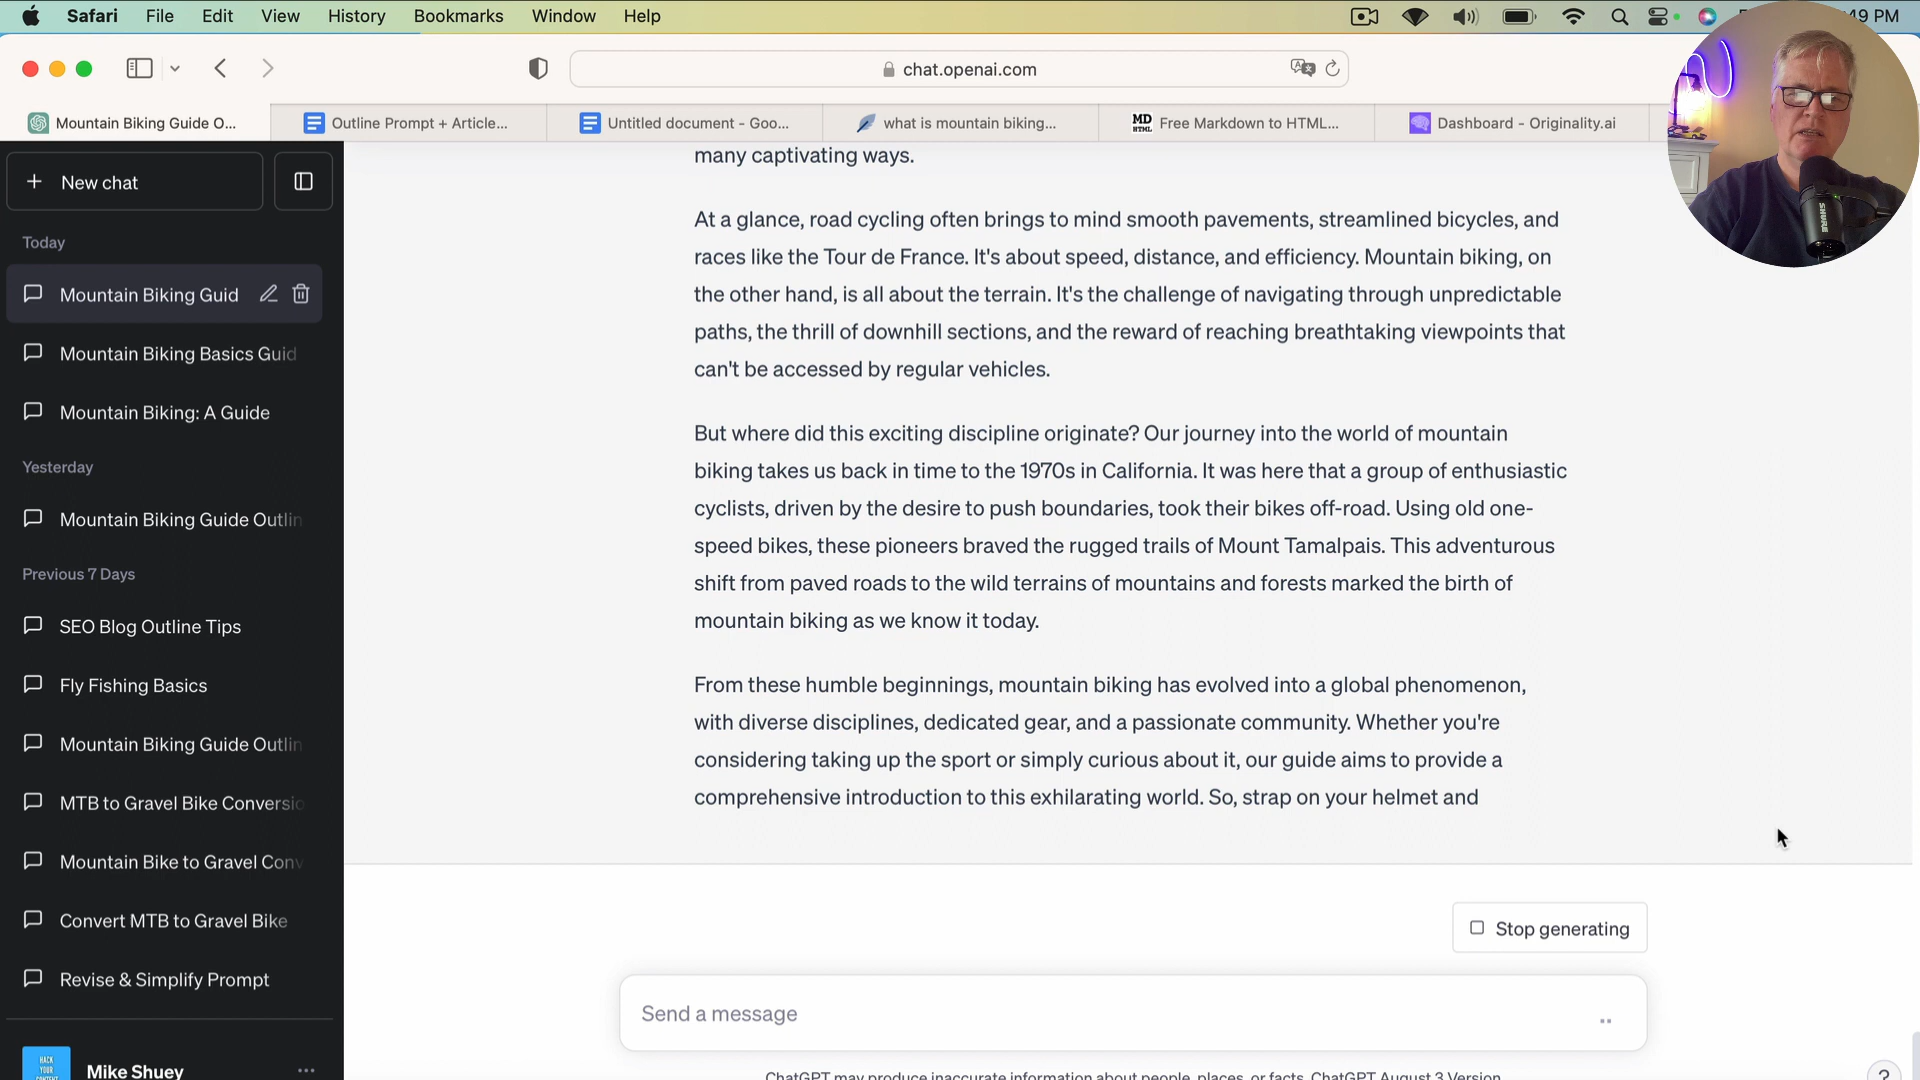 Safari File Edit View History Bookmarks Window Help
49 PM
chat.openai.com
Mountain Biking Guide O...
Outline Prompt + Article...
Untitled document - Goo...
what is mountain biking...
MD HTML Free Markdown to HTML...
Dashboard - Originality.ai
New chat
Today
Mountain Biking Guid
Mountain Biking Basics Guid
Mountain Biking: A Guide
Yesterday
Mountain Biking Guide Outlin
Previous 7 Days
SEO Blog Outline Tips
Fly Fishing Basics
Mountain Biking Guide Outlin
MTB to Gravel Bike Conversio
Mountain Bike to Gravel Conv
Convert MTB to Gravel Bike
Revise & Simplify Prompt
HACK
YOUR
CONTENT
Mike Shuey
many captivating ways.
At a glance, road cycling often brings to mind smooth pavements, streamlined bicycles, and
races like the Tour de France. It's about speed, distance, and efficiency. Mountain biking, on
the other hand, is all about the terrain. It's the challenge of navigating through unpredictable
paths, the thrill of downhill sections, and the reward of reaching breathtaking viewpoints that
can't be accessed by regular vehicles.
But where did this exciting discipline originate? Our journey into the world of mountain
biking takes us back in time to the 1970s in California. It was here that a group of enthusiastic
cyclists, driven by the desire to push boundaries, took their bikes off-road. Using old one-
speed bikes, these pioneers braved the rugged trails of Mount Tamalpais. This adventurous
shift from paved roads to the wild terrains of mountains and forests marked the birth of
mountain biking as we know it today.
From these humble beginnings, mountain biking has evolved into a global phenomenon,
with diverse disciplines, dedicated gear, and a passionate community. Whether you're
considering taking up the sport or simply curious about it, our guide aims to provide a
comprehensive introduction to this exhilarating world. So, strap on your helmet and
Stop generating
Send a message
ChatGPT may produce inaccurate information about people, places, or facts. ChatGPT August 3 Version
?
SHURE